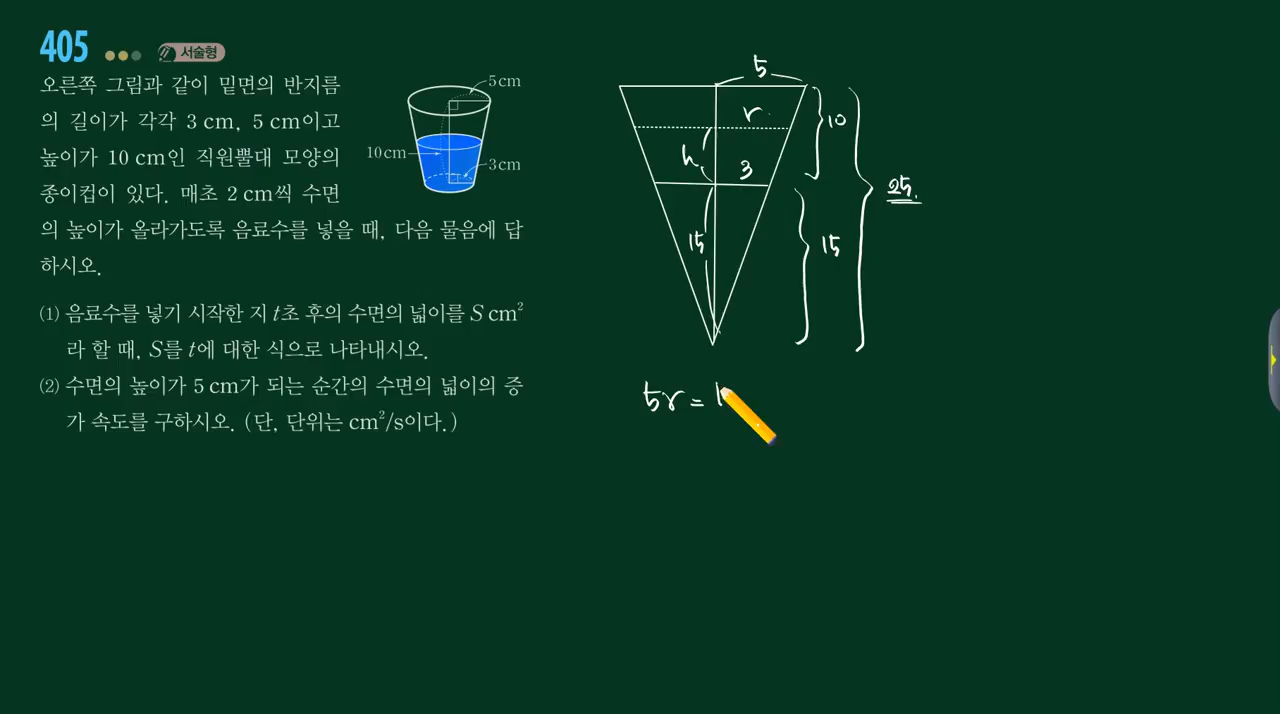 405 서술형
오른쪽 그림과 같이 밑면의 반지름
의 길이가 각각 3 cm, 5 cm이고
높이가 10 cm인 직원뿔대 모양의
종이컵이 있다. 매초 2 cm씩 수면
의 높이가 올라가도록 음료수를 넣을 때, 다음 물음에 답
하시오.
5cm
10cm
3cm
⑴ 음료수를 넣기 시작한 지 t초 후의 수면의 넓이를 S cm²
라 할 때, S를 t에 대한 식으로 나타내시오.
⑵ 수면의 높이가 5 cm가 되는 순간의 수면의 넓이의 증
가 속도를 구하시오. (단, 단위는 cm²/s이다.)
5
r
10
h
3
25.
15
15
5r =